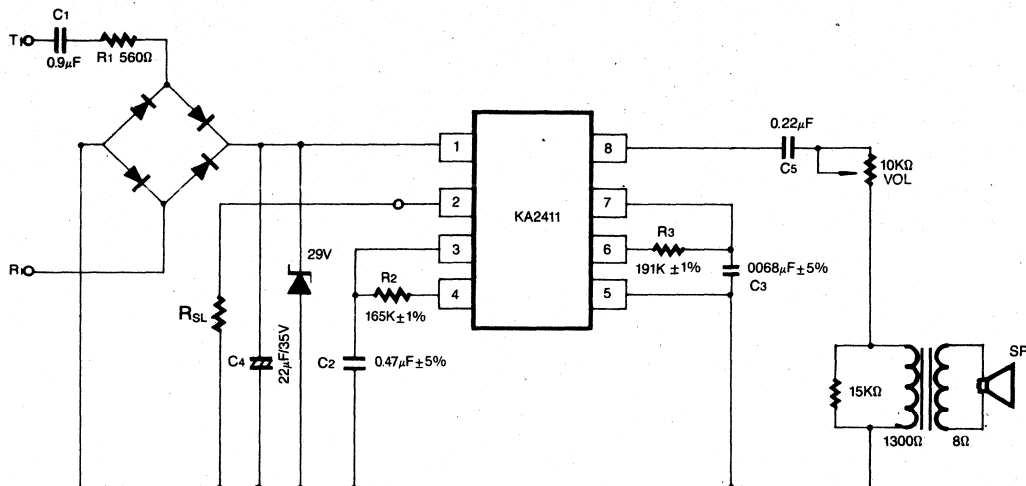 C1
T1
R1 560Ω
0.9μF
0.22μF
C5
10KΩ
VOL
1
8
2
7
KA2411
3
6
R3
191K ±1%
0068μF±5%
C3
29V
4
5
R2
165K±1%
RSL
C4
22μF/35V
C2
0.47μF±5%
R1
SP
15KΩ
1300Ω
8Ω